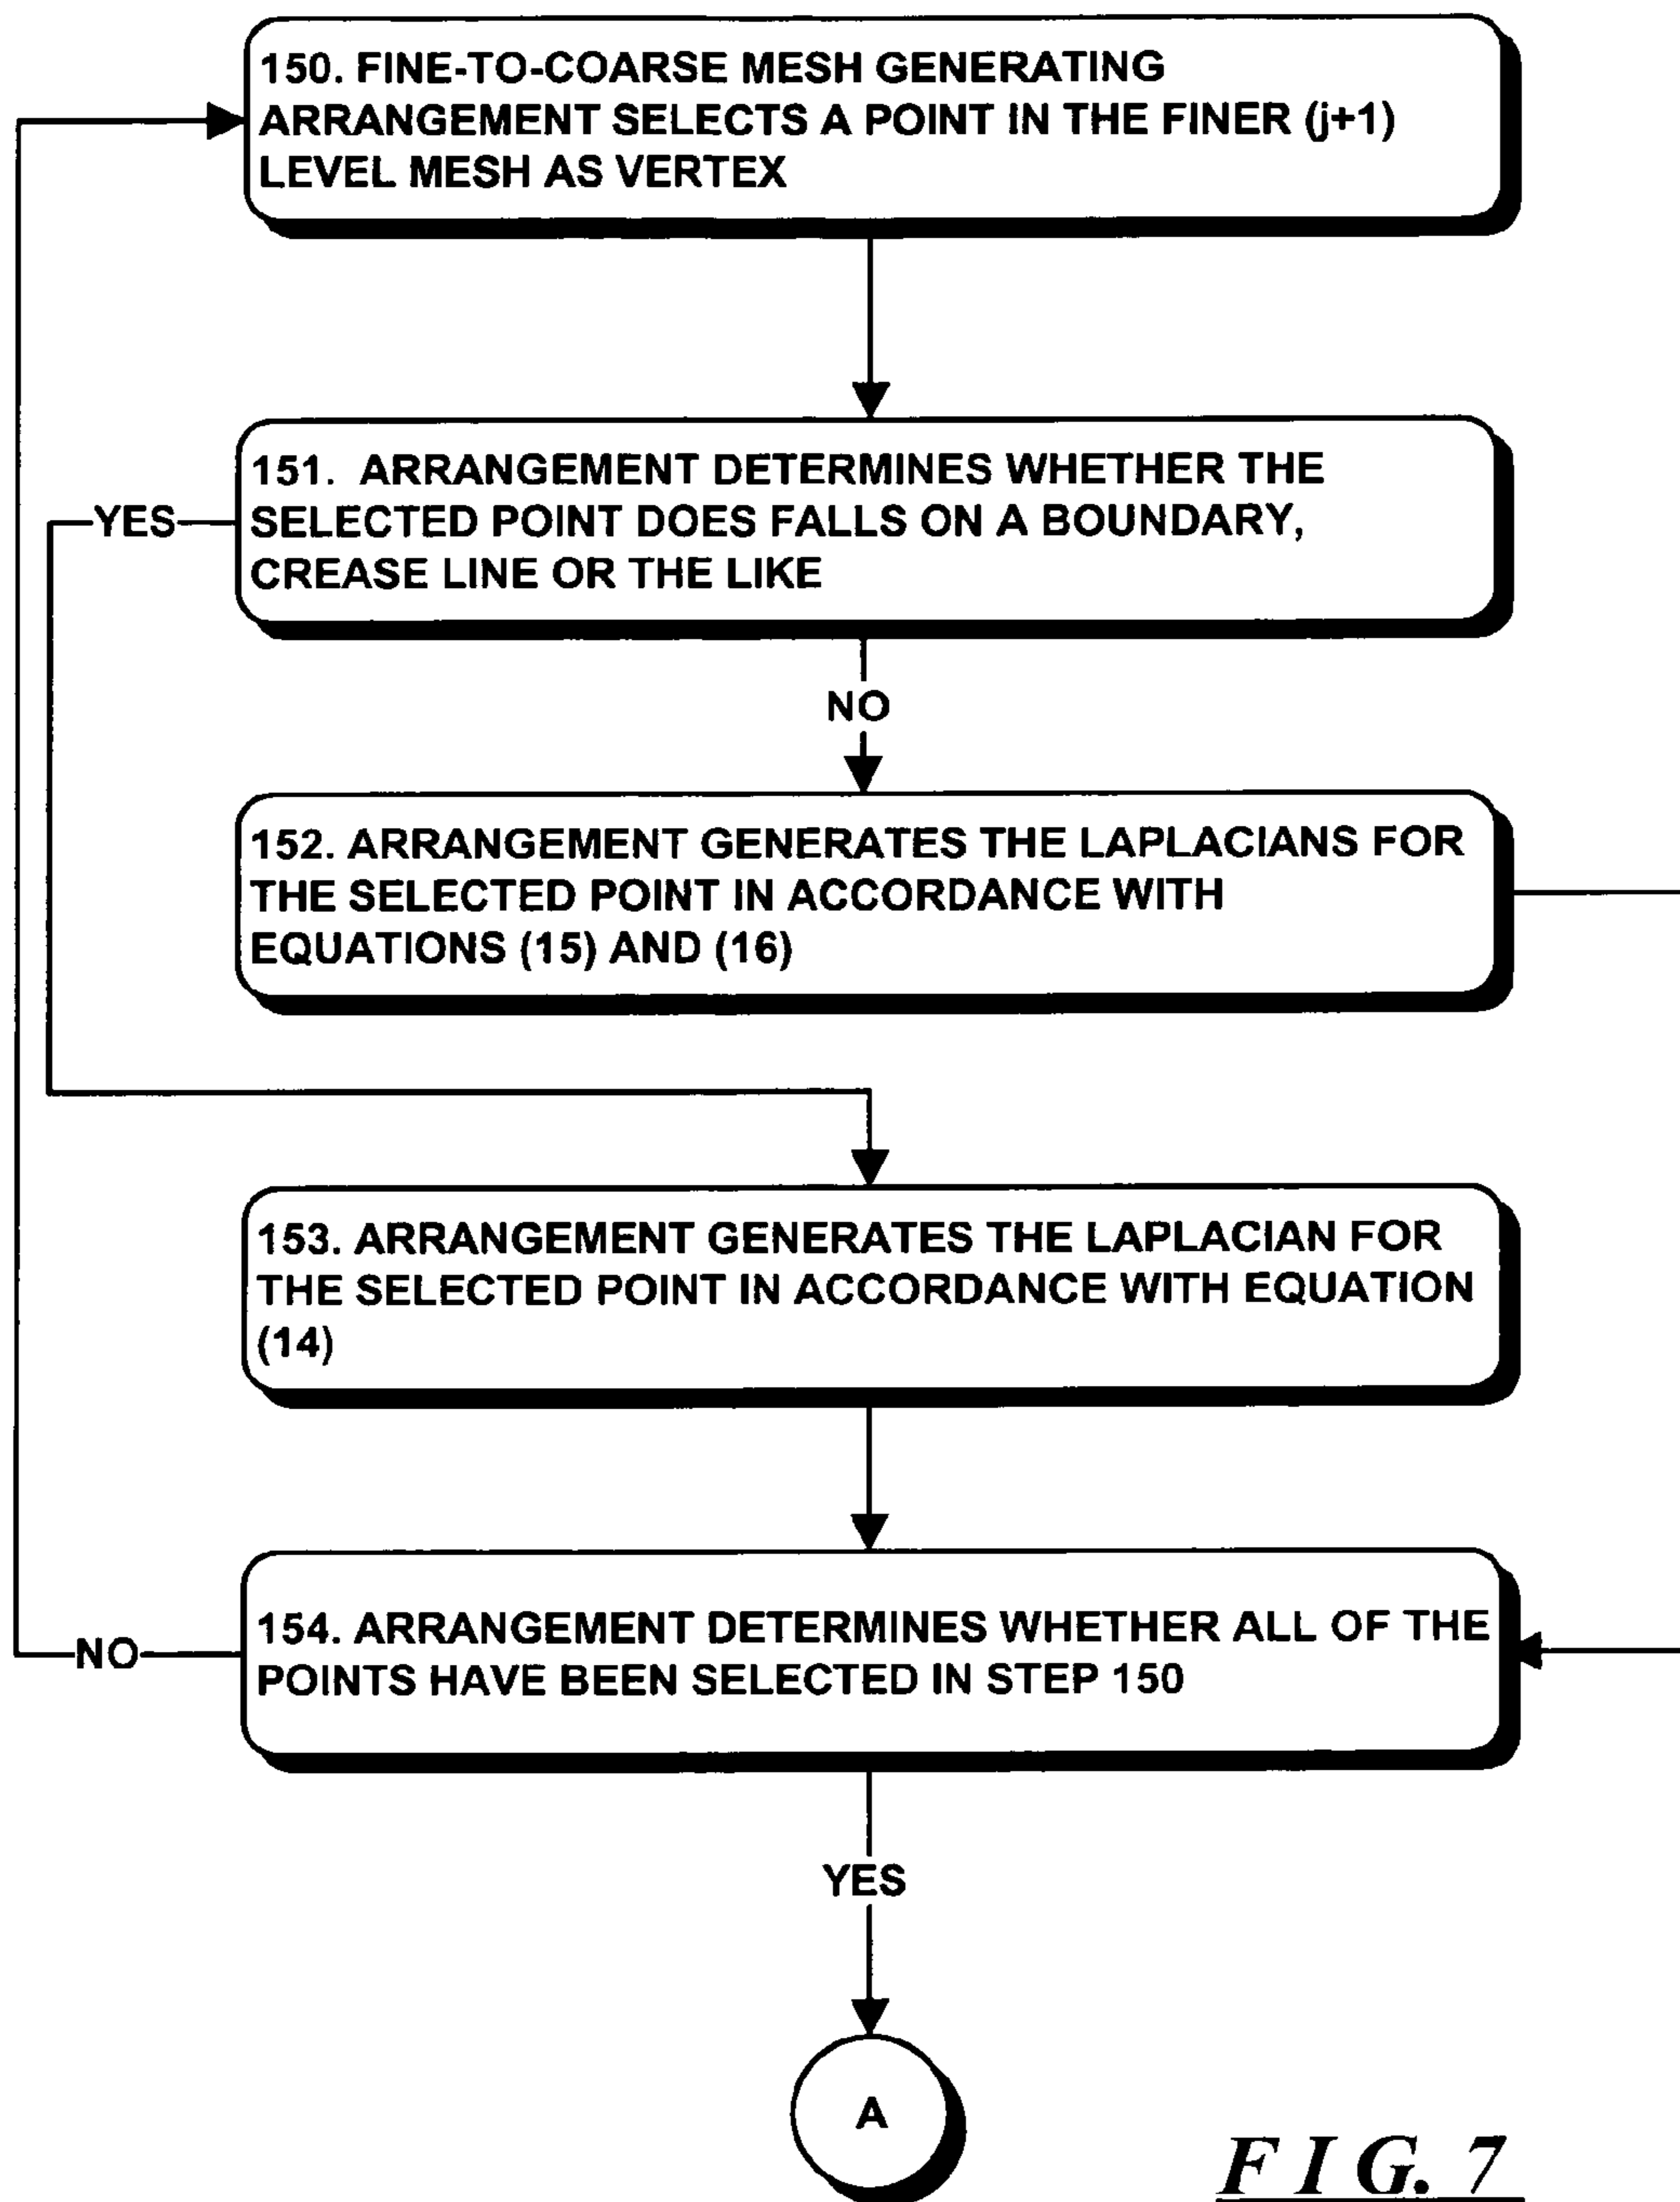 150. FINE-TO-COARSE MESH GENERATING
ARRANGEMENT SELECTS A POINT IN THE FINER (j+1)
LEVEL MESH AS VERTEX
151. ARRANGEMENT DETERMINES WHETHER THE
SELECTED POINT DOES FALLS ON A BOUNDARY,
CREASE LINE OR THE LIKE
YES
NO
152. ARRANGEMENT GENERATES THE LAPLACIANS FOR
THE SELECTED POINT IN ACCORDANCE WITH
EQUATIONS (15) AND (16)
153. ARRANGEMENT GENERATES THE LAPLACIAN FOR
THE SELECTED POINT IN ACCORDANCE WITH EQUATION
(14)
154. ARRANGEMENT DETERMINES WHETHER ALL OF THE
POINTS HAVE BEEN SELECTED IN STEP 150
NO
YES
A
FIG. 7